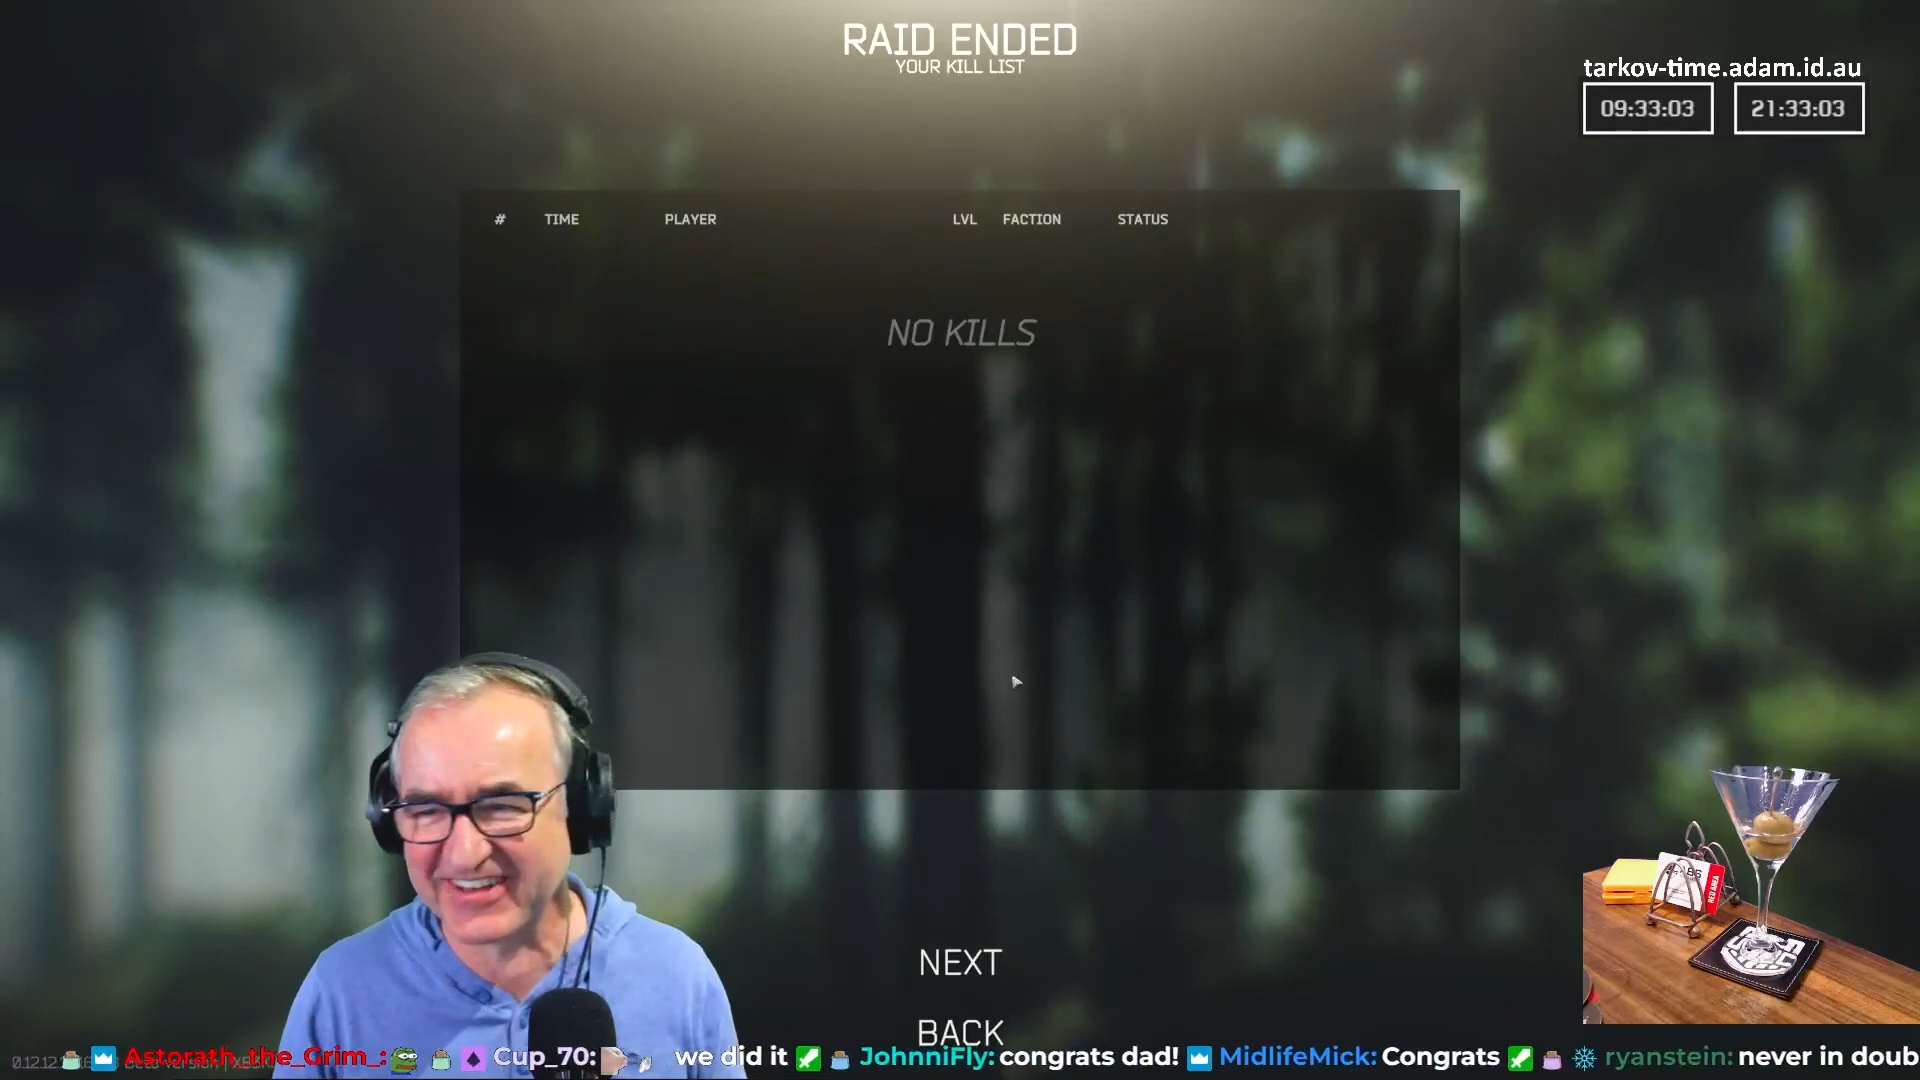 RAID ENDED
YOUR KILL LIST
tarkov-time.adam.id.au
09:33:03 21:33:03
# TIME PLAYER LVL FACTION STATUS
NO KILLS
RED AREA
NEXT
BACK
Astorath_the_Grim_: Cup_70: we did it JohnniFly: congrats dad! MidlifeMick: Congrats ryanstein: never in doub